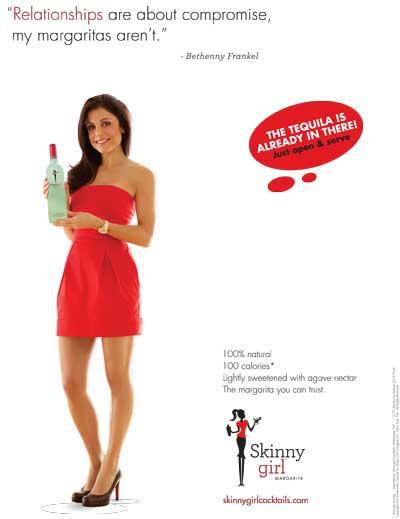 “Relationships are about compromise,
my margaritas aren’t.”
- Bethenny Frankel
THE TEQUILA IS
ALREADY IN THERE!
Just open & serve
100% natural
100 calories*
Lightly sweetened with agave nectar
The margarita you can trust.
Skinny
girl
MARGARITA
skinnygirlcocktails.com